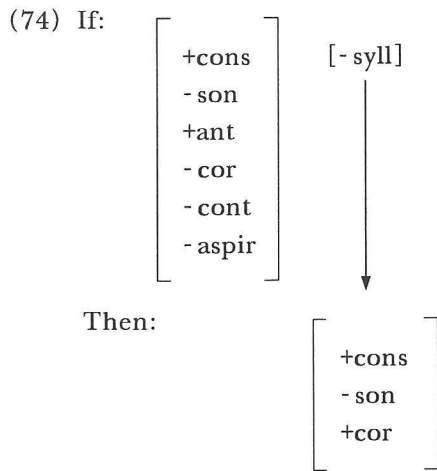 (74) If:
+cons [- syll]
- son
+ant
- cor
- cont
- aspir
Then:
+cons
- son
+cor